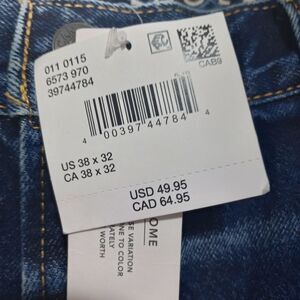 011 0115
6573 970
39744784
CAB9
4 00397 44784 4
US 38 x 32
CA 38 x 32
USD 49.95
CAD 64.95
OME
SE VARIATION
NE TO COLOR
ATELY
WORTH